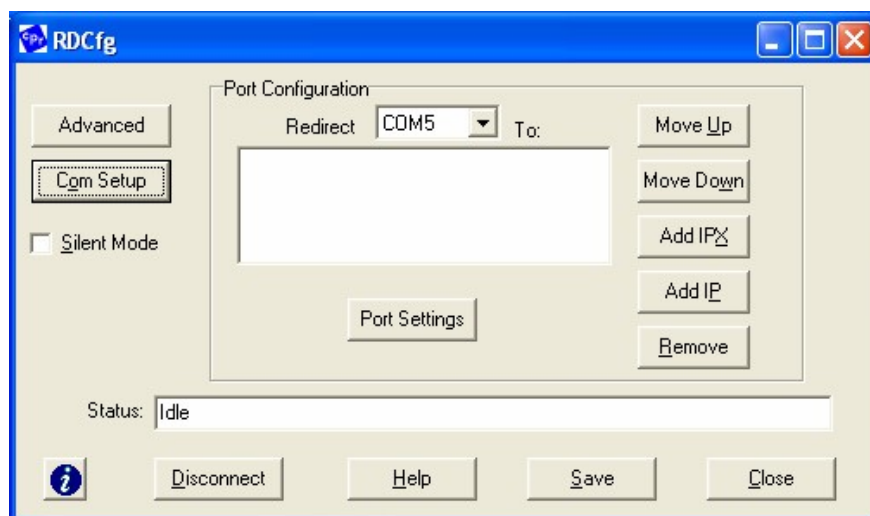 RDCfg
Port Configuration
Advanced
Redirect COM5 To:
Move Up
Com Setup
Move Down
Silent Mode
Add IPX
Add IP
Port Settings
Remove
Status: Idle
Disconnect
Help
Save
Close